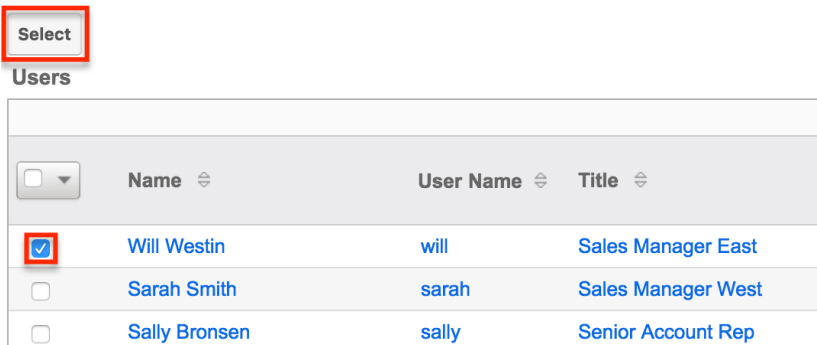 Select
Users
Name User Name Title
Will Westin will Sales Manager East
Sarah Smith sarah Sales Manager West
Sally Bronsen sally Senior Account Rep